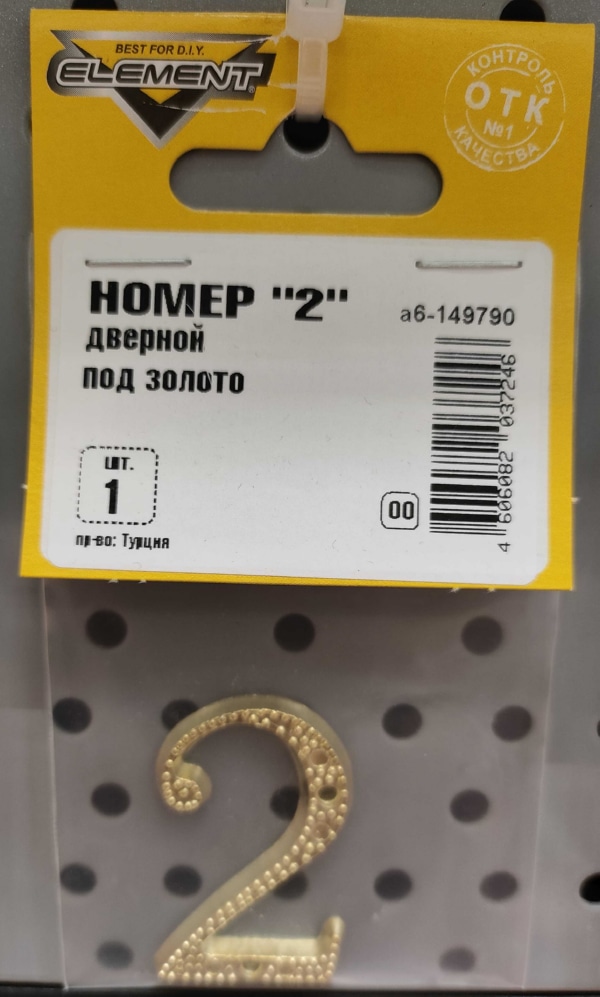 BEST FOR D.I.Y.
ELEMENT®
КОНТРОЛЬ
ОТК
№1
КАЧЕСТВА
НОМЕР "2"
дверной
под золото
а6-149790
шт.
1
пр-во: Турция
00
4 606082 037246
2